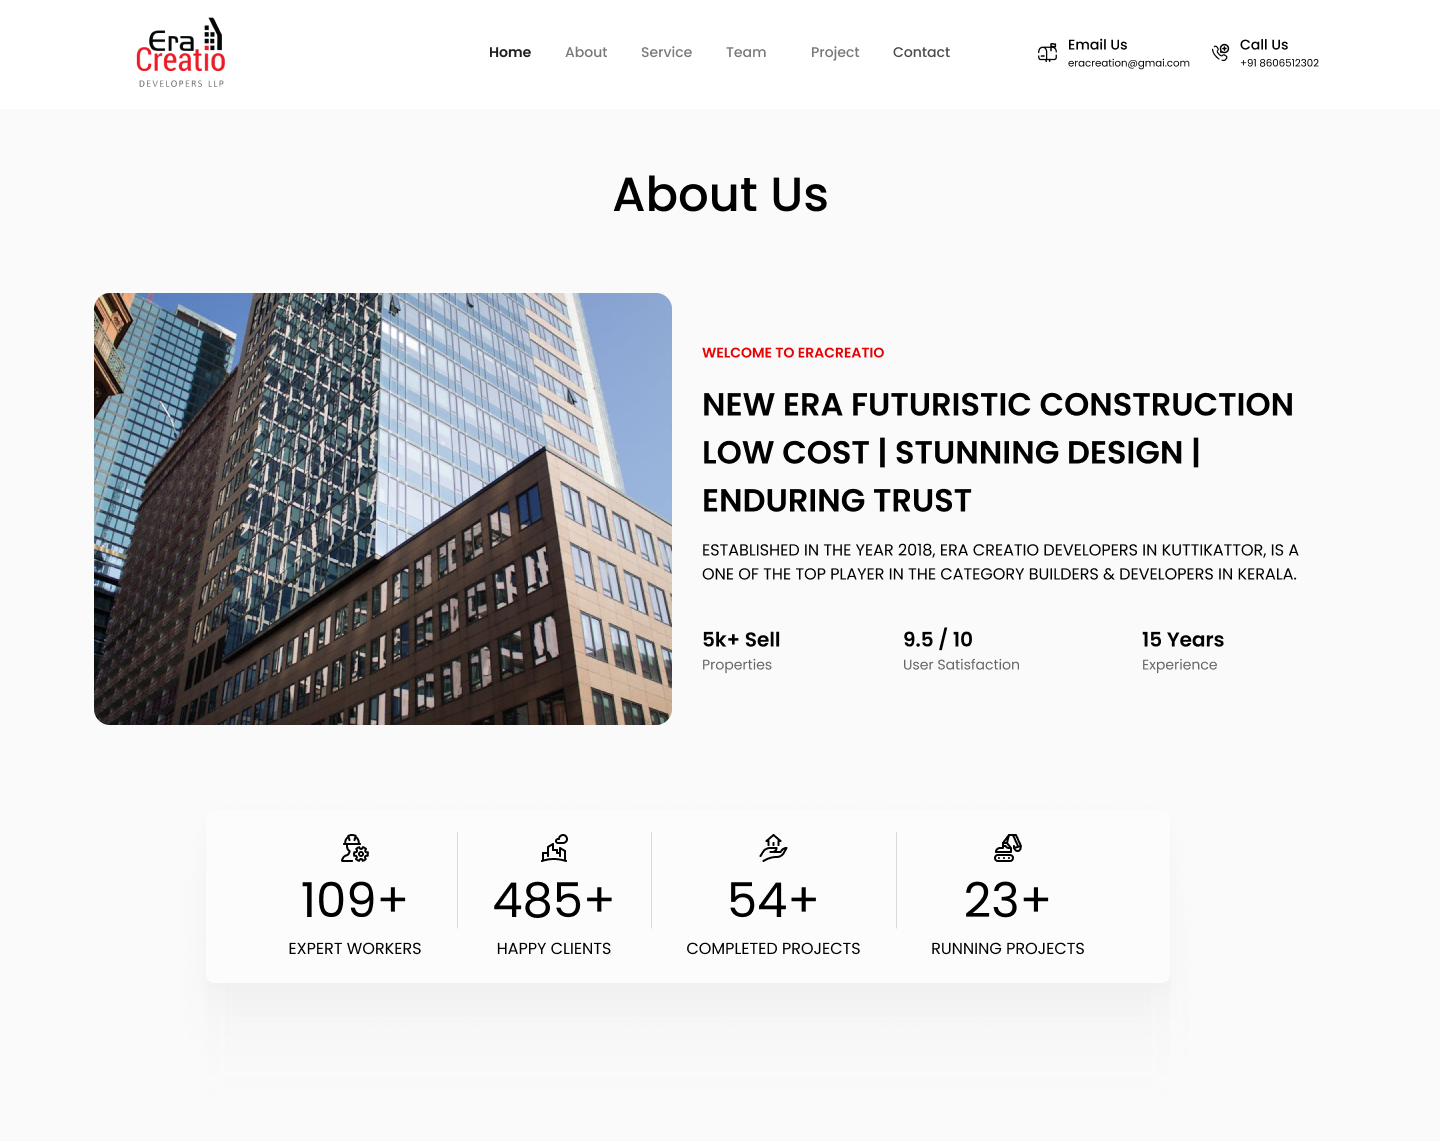 Era
Creatio
DEVELOPERS LLP
Home About Service Team Project Contact
Email Us
eracreation@gmai.com
Call Us
+91 8606512302
About Us
WELCOME TO ERACREATIO
NEW ERA FUTURISTIC CONSTRUCTION
LOW COST | STUNNING DESIGN |
ENDURING TRUST
ESTABLISHED IN THE YEAR 2018, ERA CREATIO DEVELOPERS IN KUTTIKATTOR, IS A
ONE OF THE TOP PLAYER IN THE CATEGORY BUILDERS & DEVELOPERS IN KERALA.
5k+ Sell
Properties
9.5 / 10
User Satisfaction
15 Years
Experience
109+
EXPERT WORKERS
485+
HAPPY CLIENTS
54+
COMPLETED PROJECTS
23+
RUNNING PROJECTS